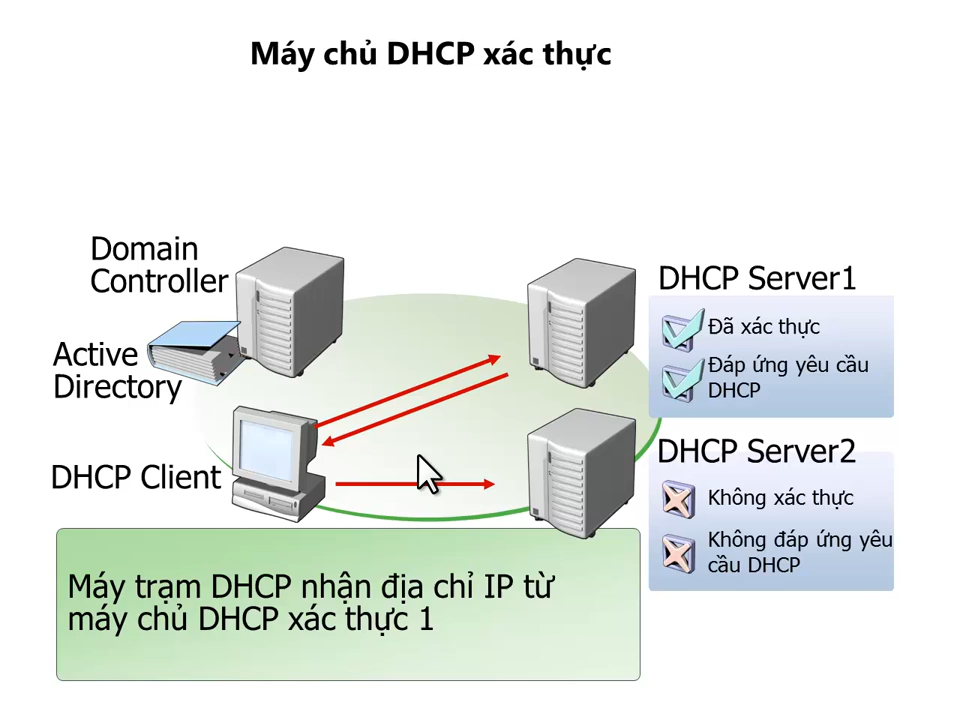 Máy chủ DHCP xác thực
Domain
Controller
Active
Directory
DHCP Client
DHCP Server1
Đã xác thực
Đáp ứng yêu cầu
DHCP
DHCP Server2
Không xác thực
Không đáp ứng yêu
cầu DHCP
Máy trạm DHCP nhận địa chỉ IP từ
máy chủ DHCP xác thực 1